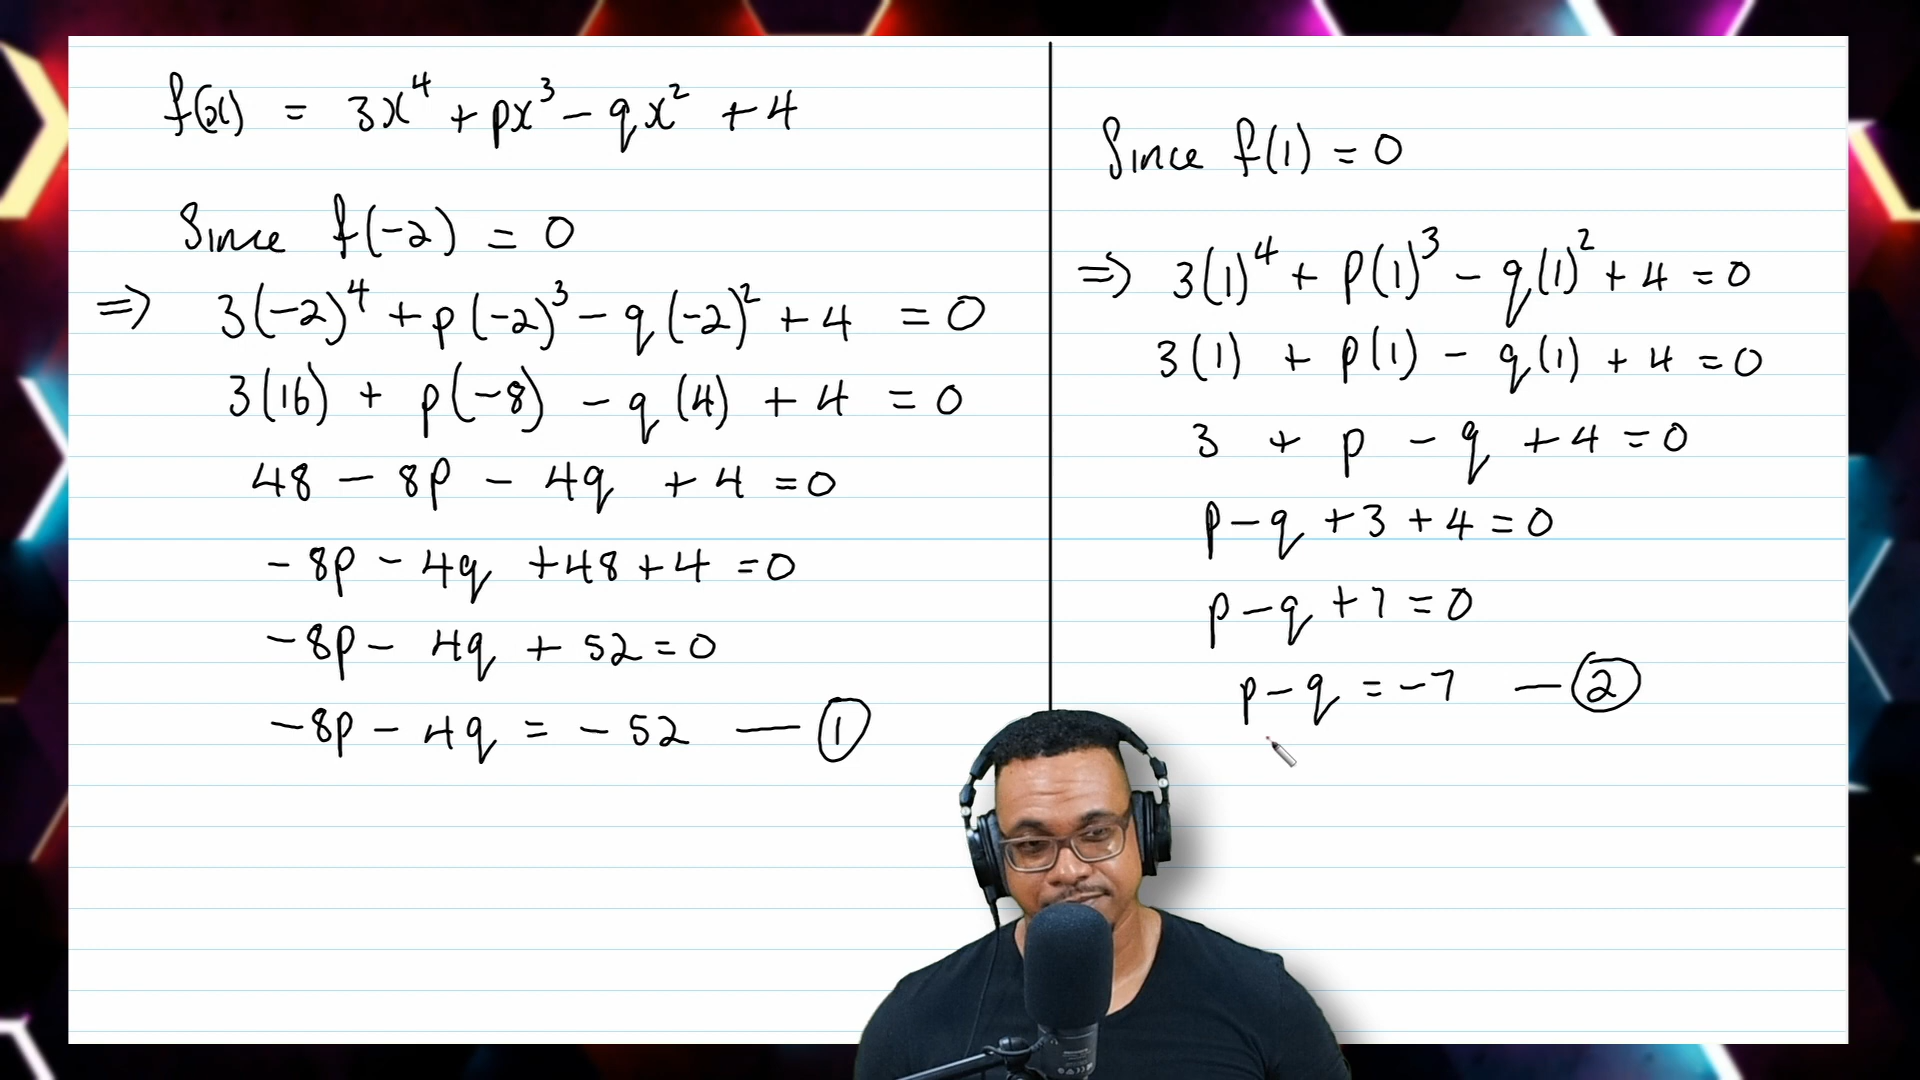 f(x) = 3x⁴ + px³ - qx² + 4
Since f(-2) = 0
=> 3(-2)⁴ + p(-2)³ - q(-2)² + 4 = 0
3(16) + p(-8) - q(4) + 4 = 0
48 - 8p - 4q + 4 = 0
-8p - 4q + 48 + 4 = 0
-8p - 4q + 52 = 0
-8p - 4q = -52 — ①
Since f(1) = 0
=> 3(1)⁴ + p(1)³ - q(1)² + 4 = 0
3(1) + p(1) - q(1) + 4 = 0
3 + p - q + 4 = 0
p - q + 3 + 4 = 0
p - q + 7 = 0
p - q = -7 — ②